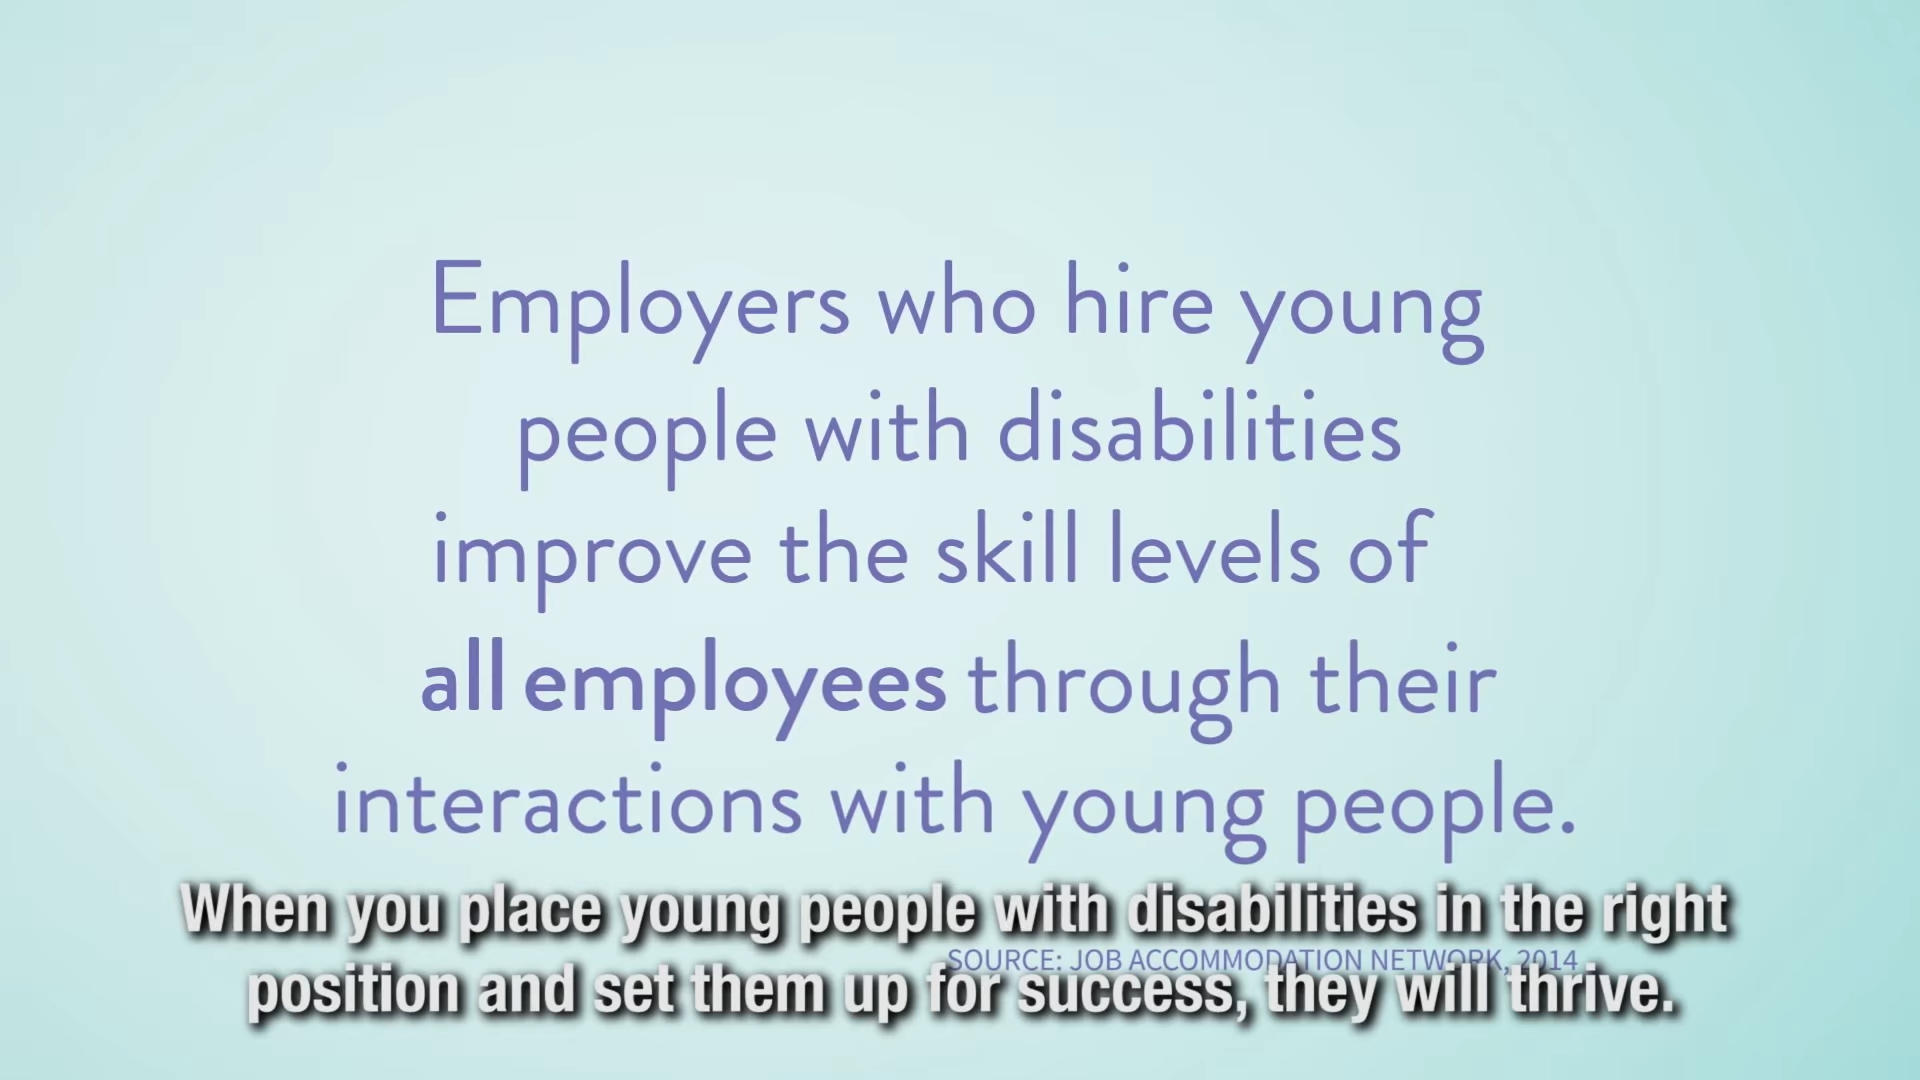 Employers who hire young
people with disabilities
improve the skill levels of
all employees through their
interactions with young people.
When you place young people with disabilities in the right
SOURCE: JOB ACCOMMODATION NETWORK, 2014
position and set them up for success, they will thrive.